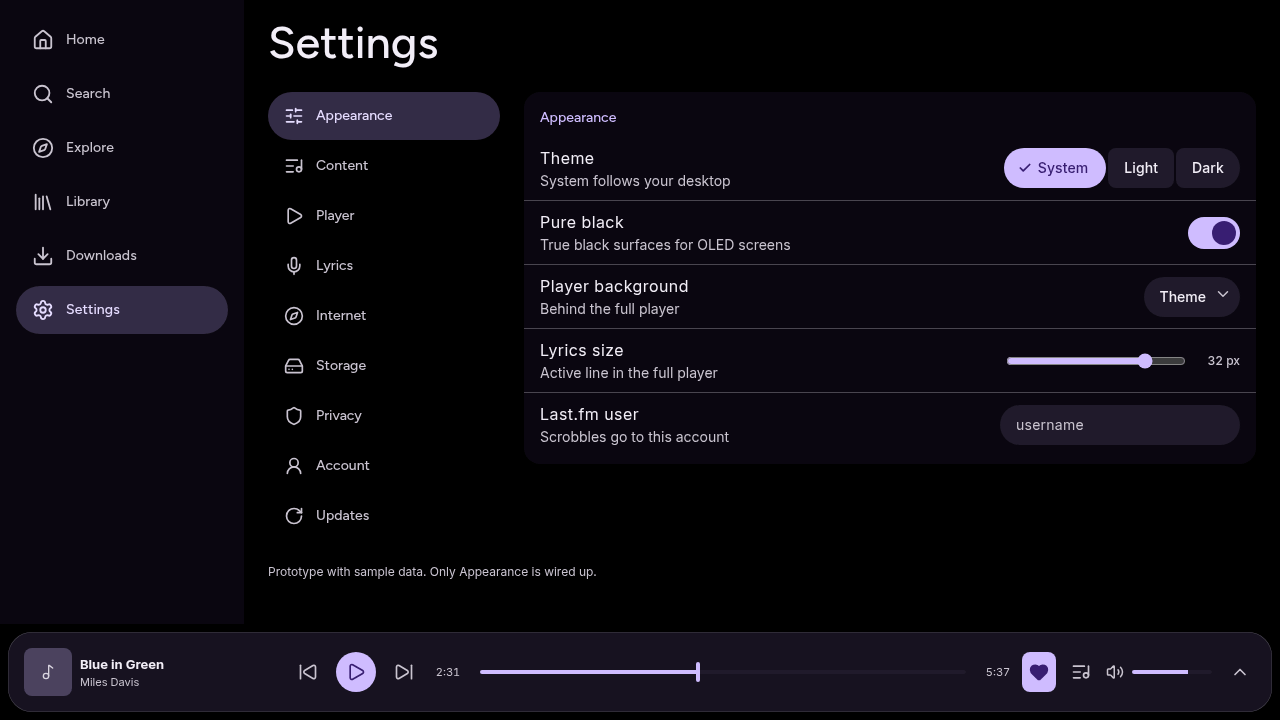 Home
Search
Explore
Library
Downloads
Settings
Settings
Appearance
Content
Player
Lyrics
Internet
Storage
Privacy
Account
Updates
Appearance
Theme
System follows your desktop
System
Light
Dark
Pure black
True black surfaces for OLED screens
Player background
Behind the full player
Theme
Lyrics size
Active line in the full player
32 px
Last.fm user
Scrobbles go to this account
username
Prototype with sample data. Only Appearance is wired up.
Blue in Green
Miles Davis
2:31
5:37